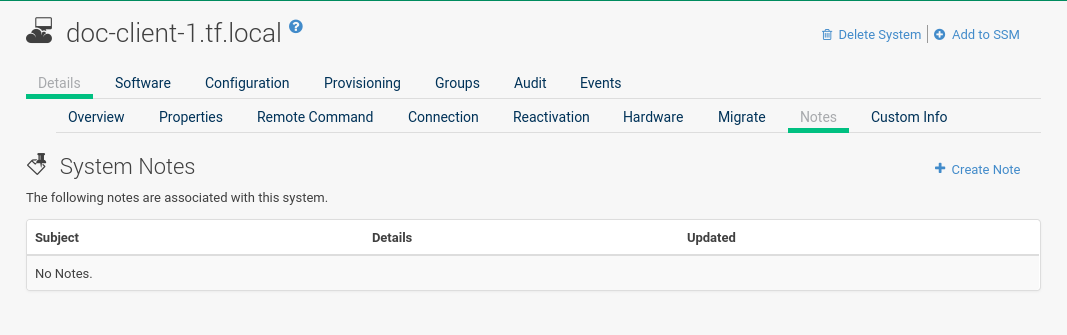 doc-client-1.tf.local ?
Delete System | Add to SSM
Details Software Configuration Provisioning Groups Audit Events
Overview Properties Remote Command Connection Reactivation Hardware Migrate Notes Custom Info
System Notes
+ Create Note
The following notes are associated with this system.
Subject Details Updated
No Notes.